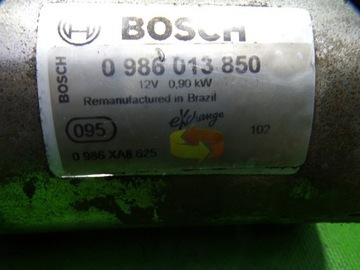 BOSCH
BOSCH
0 986 013 850
12V 0,90 kW
Remanufactured in Brazil
eXchange
095
102
0 986 XA8 625